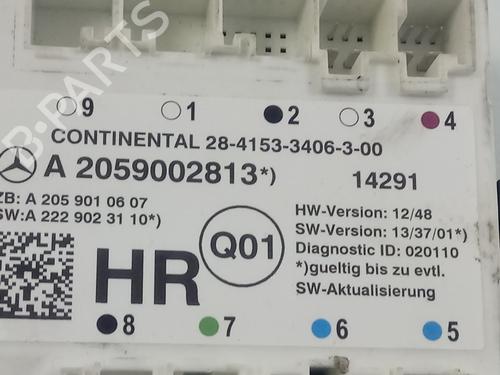 B-PARTS
9 1 2 3 4
CONTINENTAL 28-4153-3406-3-00
A 2059002813*) 14291
ZB: A 205 901 06 07
SW:A 222 902 31 10*)
HW-Version: 12/48
SW-Version: 13/37/01*)
Diagnostic ID: 020110
*)gueltig bis zu evtl.
SW-Aktualisierung
Q01
HR
8 7 6 5